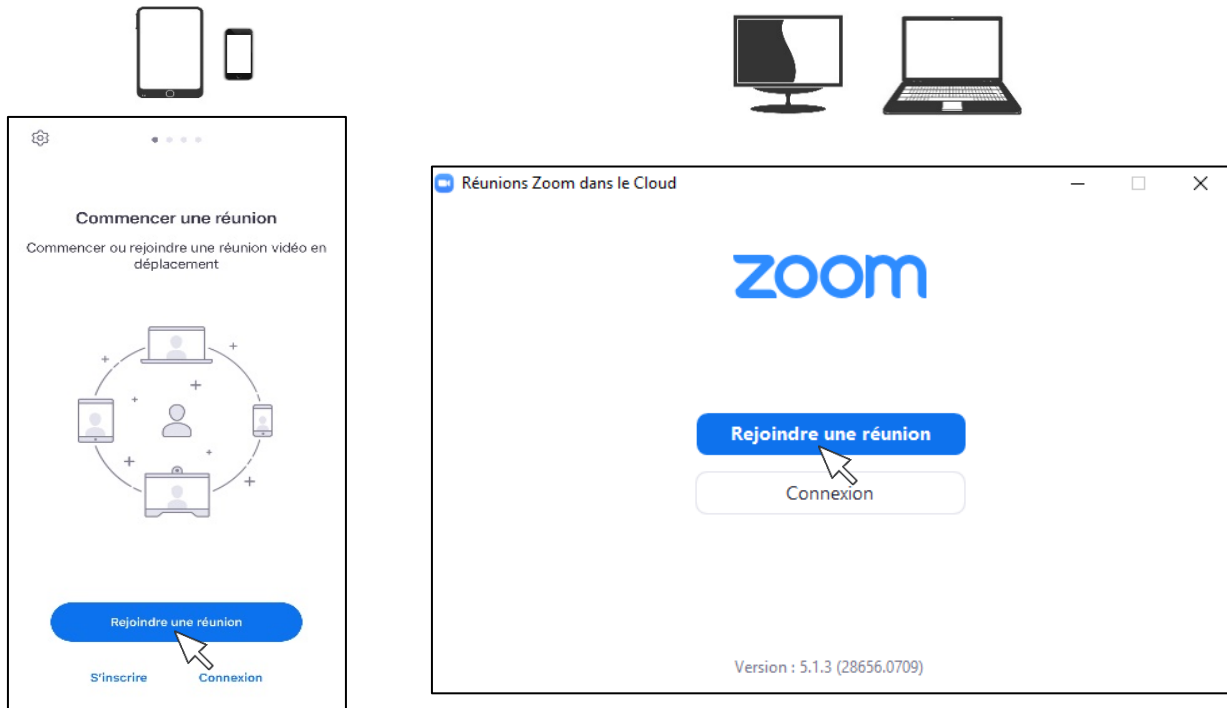 Commencer une réunion
Commencer ou rejoindre une réunion vidéo en
déplacement
Rejoindre une réunion
S'inscrire
Connexion
Réunions Zoom dans le Cloud
zoom
Rejoindre une réunion
Connexion
Version : 5.1.3 (28656.0709)